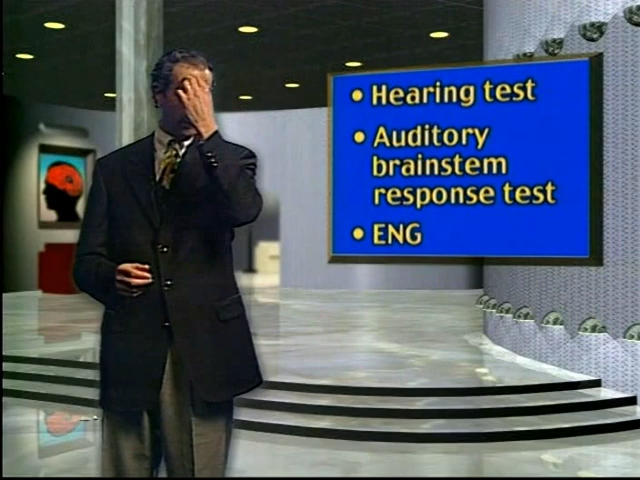 • Hearing test
• Auditory
brainstem
response test
• ENG